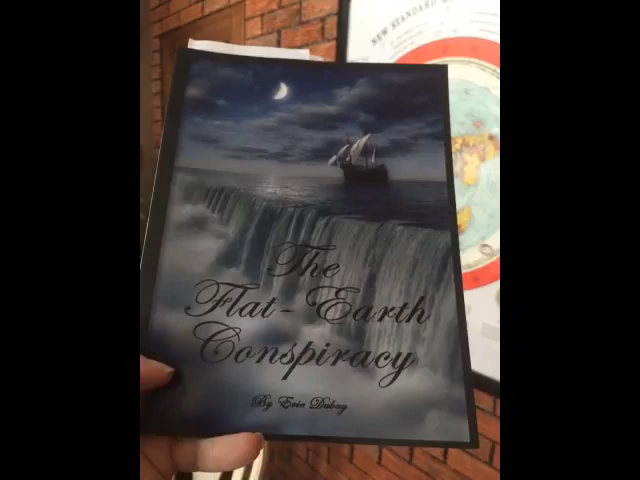 NEW STANDARD
The
Flat-Earth
Conspiracy
By Eric Dubay